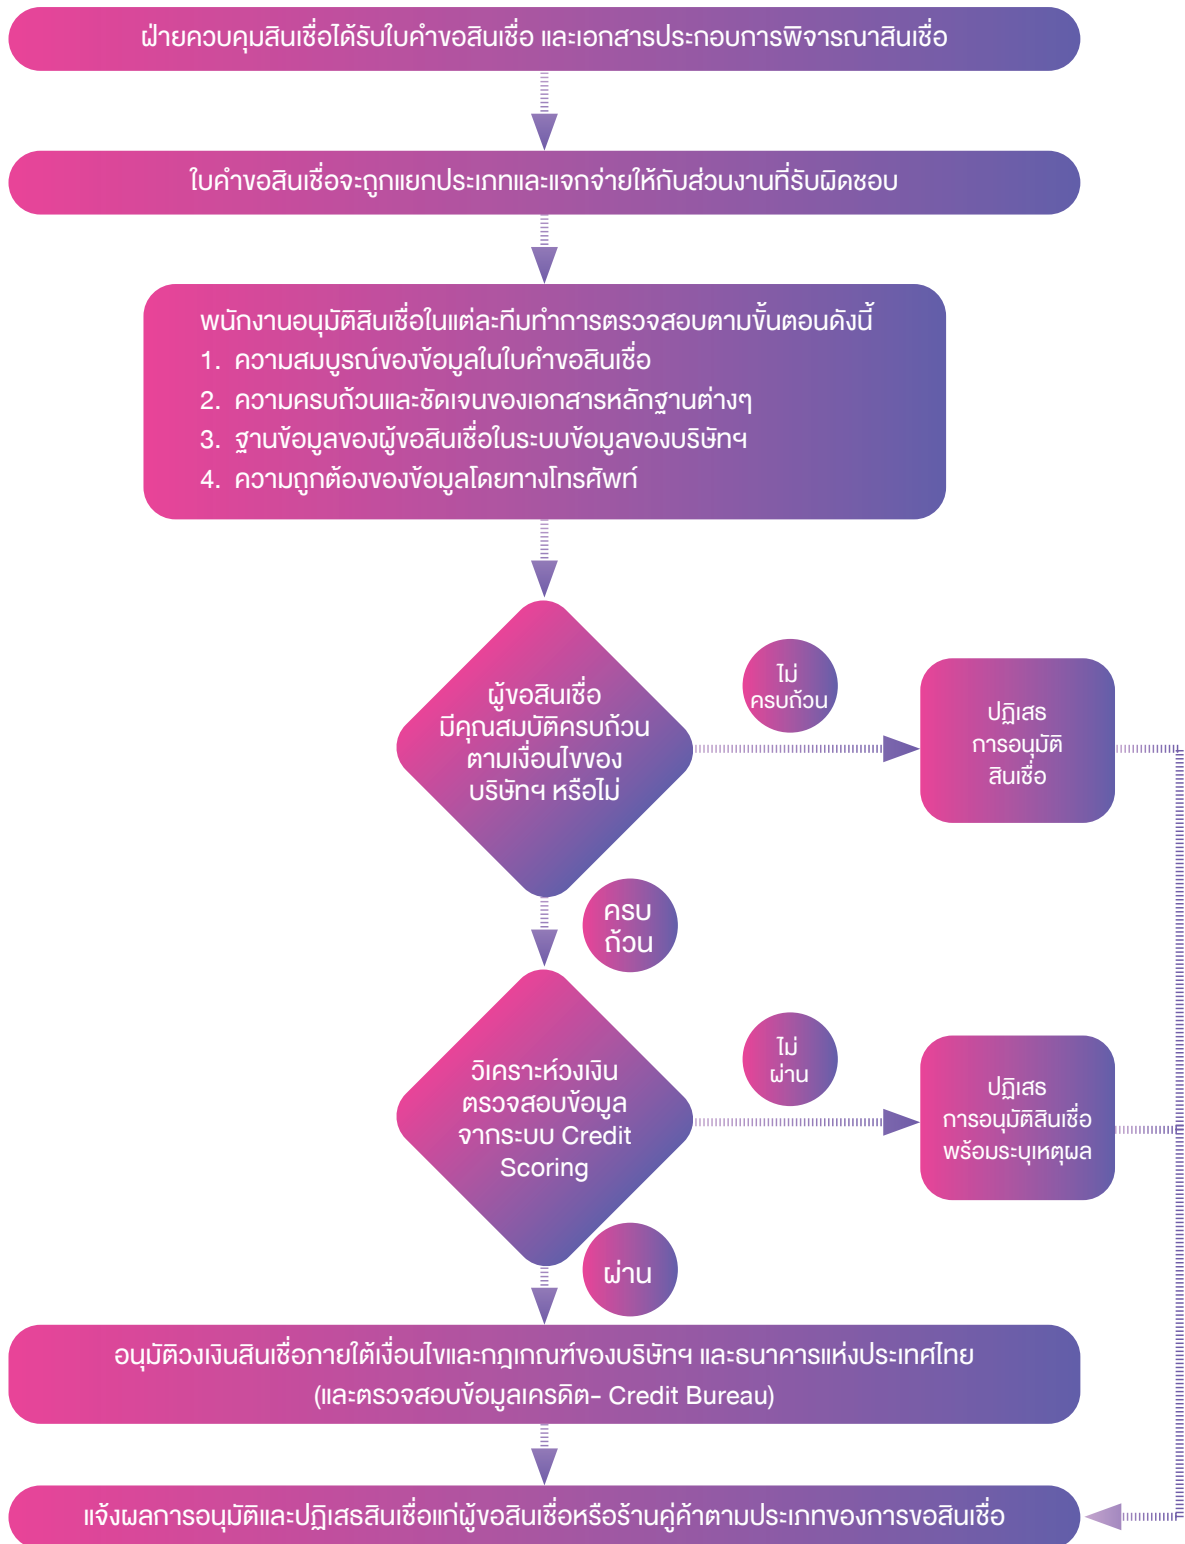 ฝ่ายควบคุมสินเชื่อได้รับใบคำขอสินเชื่อ และเอกสารประกอบการพิจารณาสินเชื่อ
ใบคำขอสินเชื่อจะถูกแยกประเภทและแจกจ่ายให้กับส่วนงานที่รับผิดชอบ
พนักงานอนุมัติสินเชื่อในแต่ละทีมทำการตรวจสอบตามขั้นตอนดังนี้
1. ความสมบูรณ์ของข้อมูลในใบคำขอสินเชื่อ
2. ความครบถ้วนและชัดเจนของเอกสารหลักฐานต่างๆ
3. ฐานข้อมูลของผู้ขอสินเชื่อในระบบข้อมูลของบริษัทฯ
4. ความถูกต้องของข้อมูลโดยทางโทรศัพท์
ผู้ขอสินเชื่อ
มีคุณสมบัติครบถ้วน
ตามเงื่อนไขของ
บริษัทฯ หรือไม่
ไม่
ครบถ้วน
ปฏิเสธ
การอนุมัติ
สินเชื่อ
ครบ
ถ้วน
วิเคราะห์วงเงิน
ตรวจสอบข้อมูล
จากระบบ Credit
Scoring
ไม่
ผ่าน
ปฏิเสธ
การอนุมัติสินเชื่อ
พร้อมระบุเหตุผล
ผ่าน
อนุมัติวงเงินสินเชื่อภายใต้เงื่อนไขและกฎเกณฑ์ของบริษัทฯ และธนาคารแห่งประเทศไทย
(และตรวจสอบข้อมูลเครดิต- Credit Bureau)
แจ้งผลการอนุมัติและปฏิเสธสินเชื่อแก่ผู้ขอสินเชื่อหรือร้านคู่ค้าตามประเภทของการขอสินเชื่อ